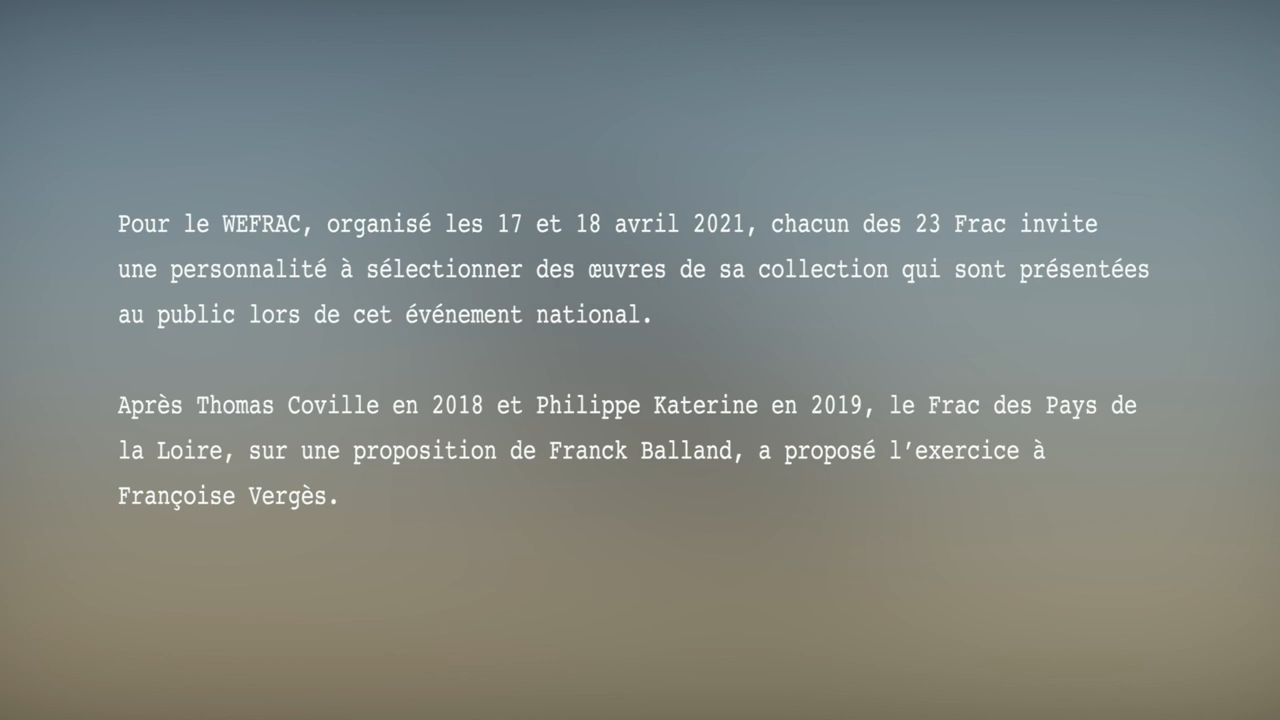 Pour le WEFRAC, organisé les 17 et 18 avril 2021, chacun des 23 Frac invite
une personnalité à sélectionner des œuvres de sa collection qui sont présentées
au public lors de cet événement national.
Après Thomas Coville en 2018 et Philippe Katerine en 2019, le Frac des Pays de
la Loire, sur une proposition de Franck Balland, a proposé l’exercice à
Françoise Vergès.